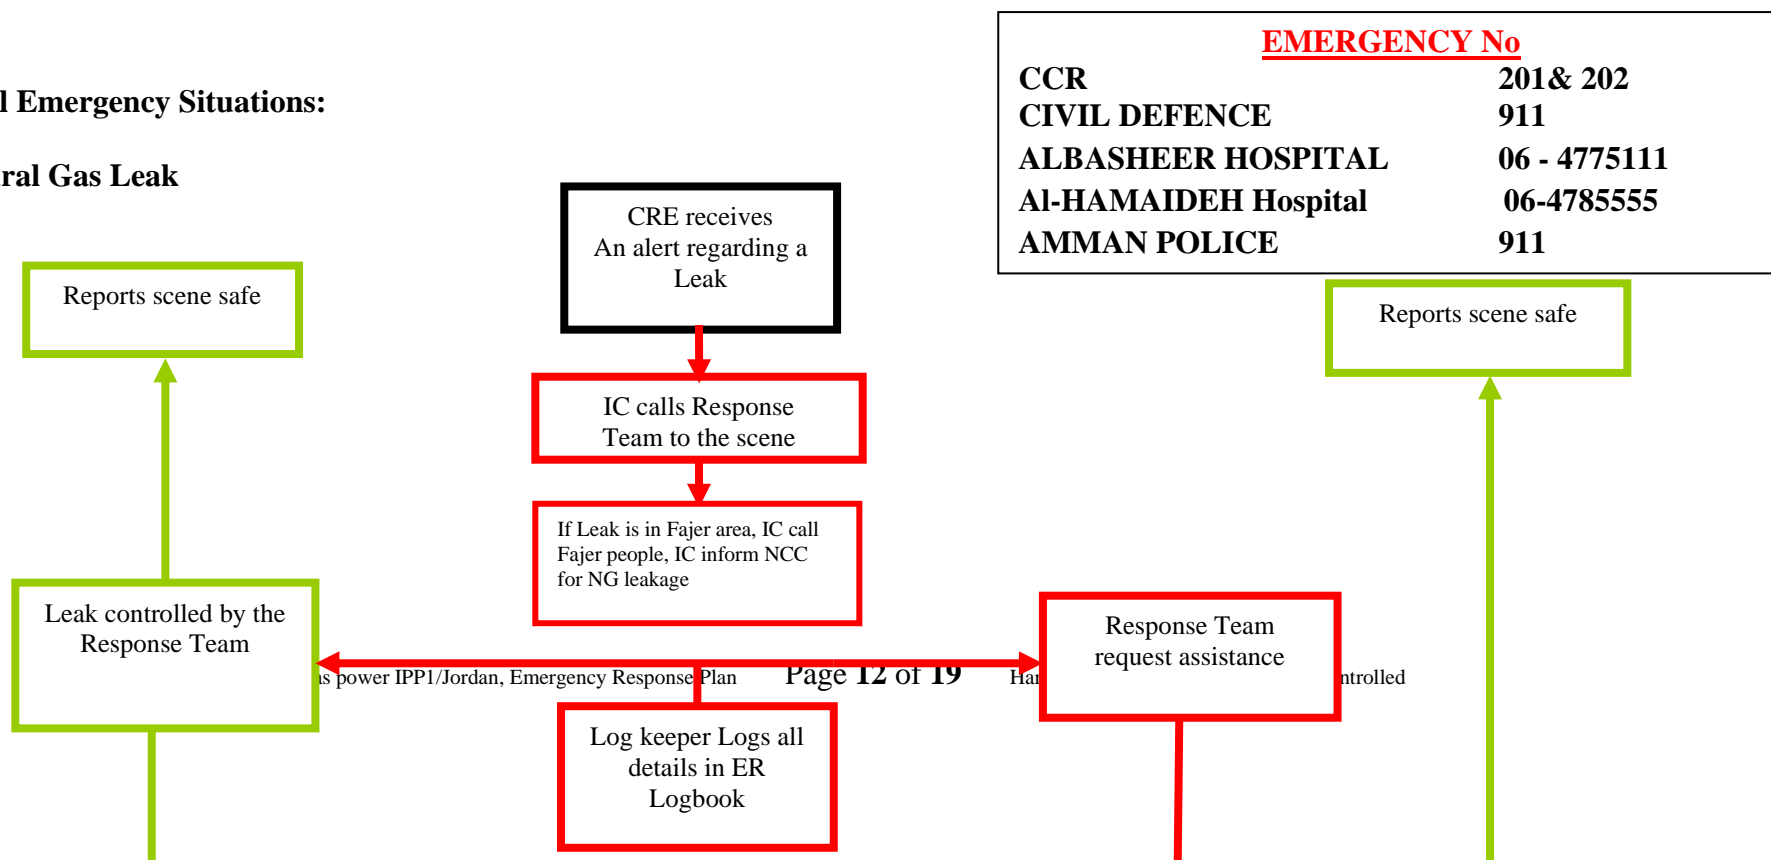 EMERGENCY No
CCR 201& 202
CIVIL DEFENCE 911
ALBASHEER HOSPITAL 06 - 4775111
Al-HAMAIDEH Hospital 06-4785555
AMMAN POLICE 911
Emergency Situations:
Gas Leak
CRE receives
An alert regarding a
Leak
Reports scene safe
Reports scene safe
IC calls Response
Team to the scene
If Leak is in Fajer area, IC call
Fajer people, IC inform NCC
for NG leakage
Leak controlled by the
Response Team
Response Team
request assistance
power IPP1/Jordan, Emergency Response Plan Page 12 of 19
Log keeper Logs all
details in ER
Logbook